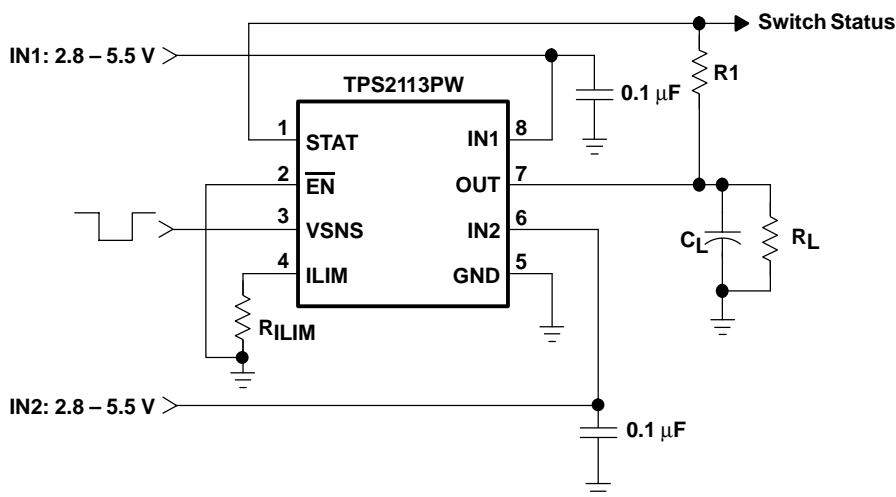 Switch Status
IN1: 2.8 – 5.5 V
R1
TPS2113PW
0.1 μF
1
STAT
IN1
8
2
EN
OUT
7
3
VSNS
IN2
6
4
ILIM
GND
5
CL
RL
RILIM
IN2: 2.8 – 5.5 V
0.1 μF